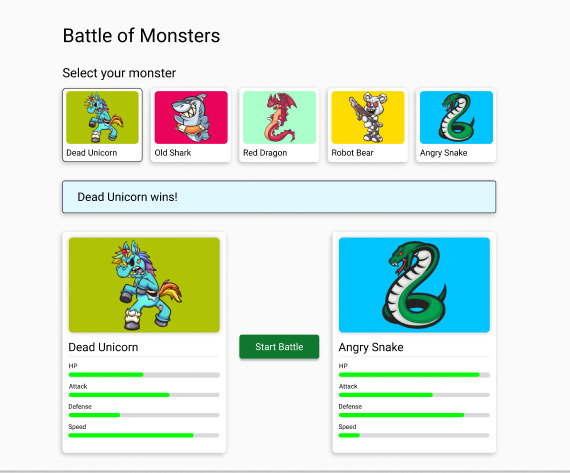 Battle of Monsters
Select your monster
Dead Unicorn
Old Shark
Red Dragon
Robot Bear
Angry Snake
Dead Unicorn wins!
Dead Unicorn
HP
Attack
Defense
Speed
Start Battle
Angry Snake
HP
Attack
Defense
Speed